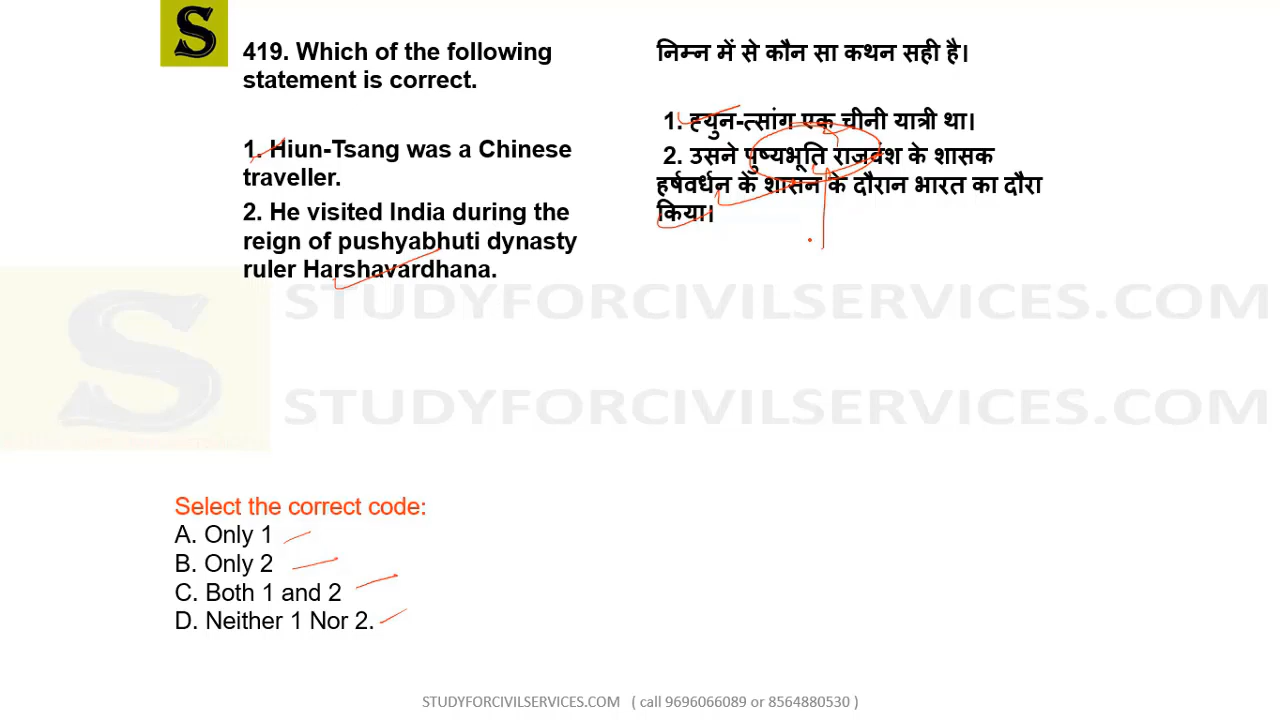 S
419. Which of the following
statement is correct.
1. Hiun-Tsang was a Chinese
traveller.
2. He visited India during the
reign of pushyabhuti dynasty
ruler Harshavardhana.
निम्न में से कौन सा कथन सही है।
1. ह्युन-त्सांग एक चीनी यात्री था।
2. उसने पुष्यभूति राजवंश के शासक
हर्षवर्धन के शासन के दौरान भारत का दौरा
किया।
STUDYFORCIVILSERVICES.COM
S
STUDYFORCIVILSERVICES.COM
Select the correct code:
A. Only 1
B. Only 2
C. Both 1 and 2
D. Neither 1 Nor 2.
STUDYFORCIVILSERVICES.COM ( call 9696066089 or 8564880530 )